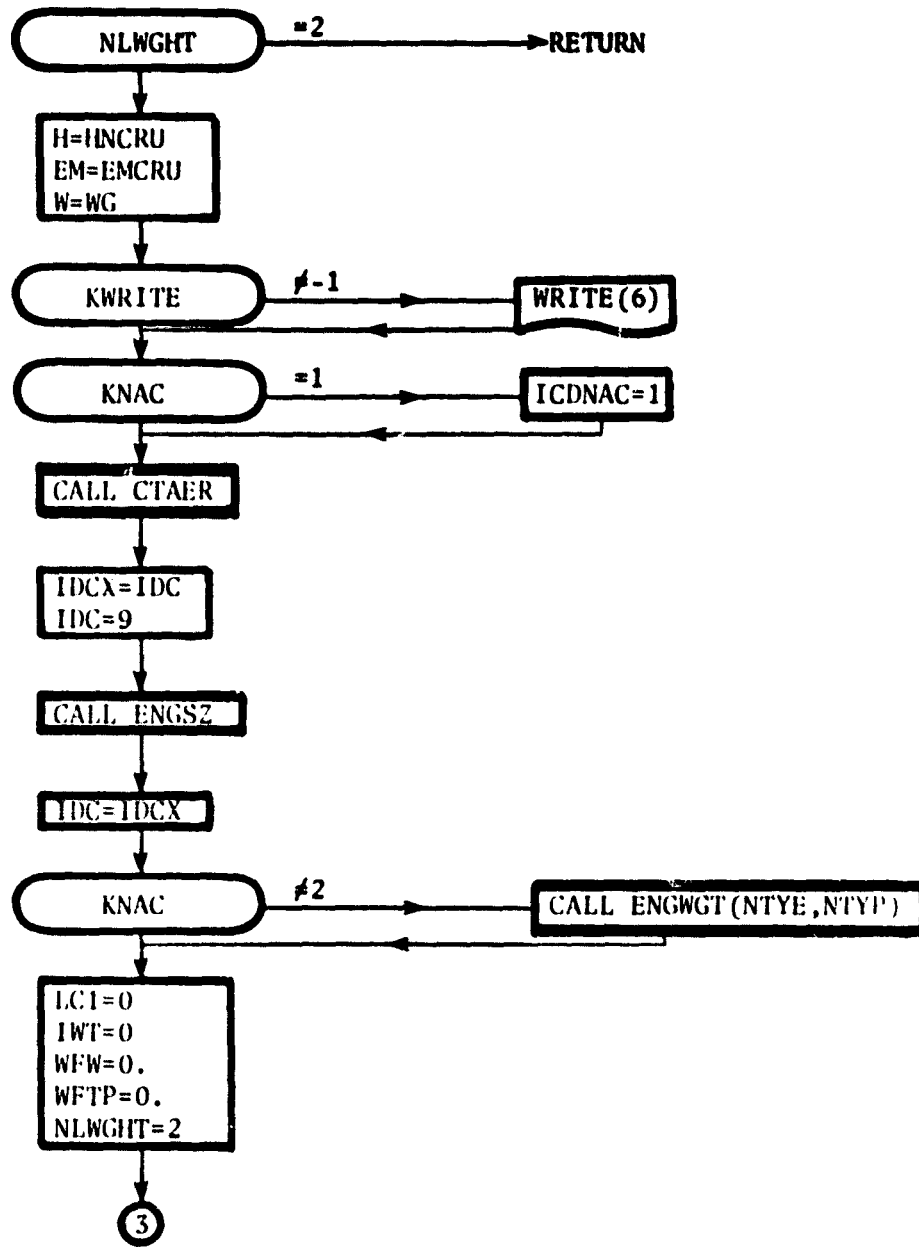 NLWGHT
=2
RETURN
H=HNCRU
EM=EMCRU
W=WG
KWRITE
≠-1
WRITE(6)
KNAC
=1
ICDNAC=1
CALL CTAER
IDCX=IDC
IDC=9
CALL ENGSZ
IDC=IDCX
KNAC
≠2
CALL ENGWGT(NTYE,NTYP)
LC1=0
IWT=0
WFW=0.
WFTP=0.
NLWGHT=2
3